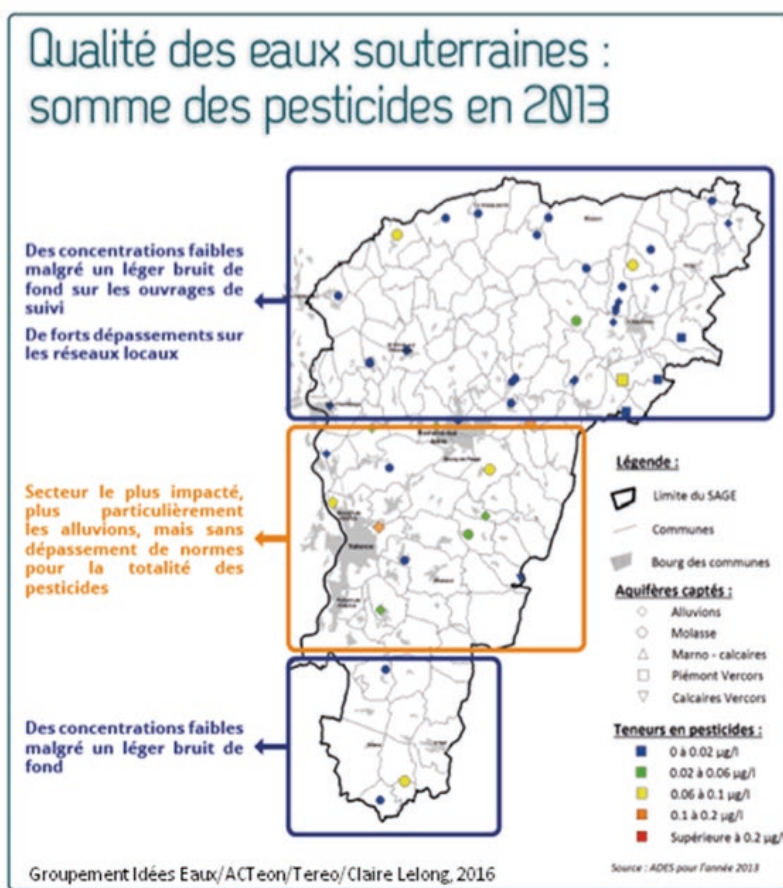 Qualité des eaux souterraines :
somme des pesticides en 2013
Des concentrations faibles
malgré un léger bruit de
fond sur les ouvrages de
suivi
De forts dépassements sur
les réseaux locaux
Secteur le plus impacté,
plus particulièrement
les alluvions, mais sans
dépassement de normes
pour la totalité des
pesticides
Des concentrations faibles
malgré un léger bruit de
fond
Valence
Légende :
Limite du SAGE
Communes
Bourg des communes
Aquifères captés :
Alluvions
Molasse
Marno - calcaires
Piémont Vercors
Calcaires Vercors
Teneurs en pesticides :
0 à 0.02 µg/l
0.02 à 0.06 µg/l
0.06 à 0.1 µg/l
0.1 à 0.2 µg/l
Supérieure à 0.2 µg/l
Source : ADES pour l'année 2013
Groupement Idées Eaux/ACTeon/Tereo/Claire Lelong, 2016